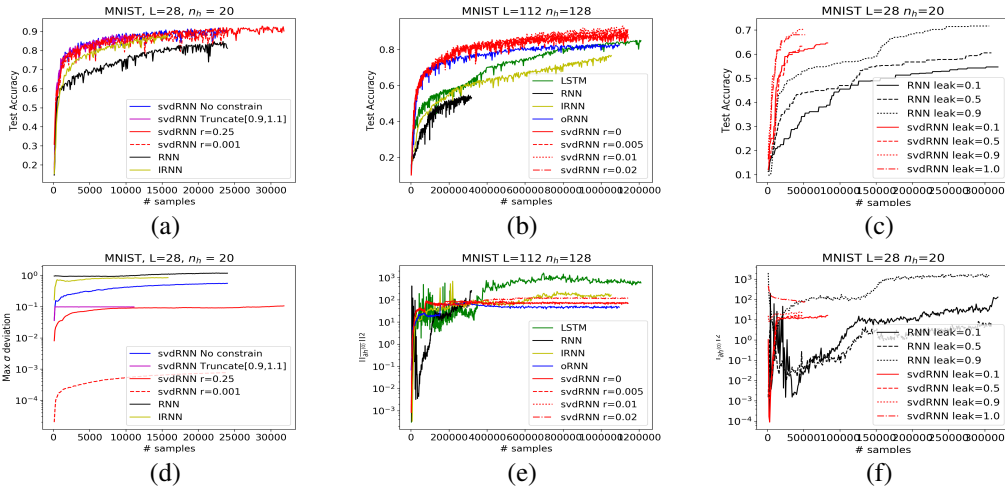 MNIST, L=28, n_h = 20
Test Accuracy
0.9
0.8
0.7
0.6
0.5
0.4
0.3
0.2
svdRNN No constrain
svdRNN Truncate[0.9,1.1]
svdRNN r=0.25
svdRNN r=0.001
RNN
IRNN
0 5000 10000 15000 20000 25000 30000
# samples
(a)
MNIST L=112 n_h=128
Test Accuracy
0.8
0.6
0.4
0.2
LSTM
RNN
IRNN
oRNN
svdRNN r=0
svdRNN r=0.005
svdRNN r=0.01
svdRNN r=0.02
0 200000 400000 600000 800000 1000000 1200000
# samples
(b)
MNIST L=28 n_h=20
Test Accuracy
0.7
0.6
0.5
0.4
0.3
0.2
0.1
RNN leak=0.1
RNN leak=0.5
RNN leak=0.9
svdRNN leak=0.1
svdRNN leak=0.5
svdRNN leak=0.9
svdRNN leak=1.0
0 50000 100000 150000 200000 250000 300000
# samples
(c)
MNIST, L=28, n_h = 20
Max σ deviation
10^0
10^-1
10^-2
10^-3
10^-4
svdRNN No constrain
svdRNN Truncate[0.9,1.1]
svdRNN r=0.25
svdRNN r=0.001
RNN
IRNN
0 5000 10000 15000 20000 25000 30000
# samples
(d)
MNIST L=112 n_h=128
10^3
10^2
10^1
10^0
10^-1
10^-2
10^-3
LSTM
RNN
IRNN
oRNN
svdRNN r=0
svdRNN r=0.005
svdRNN r=0.01
svdRNN r=0.02
0 200000 400000 600000 800000 1000000 1200000
# samples
(e)
MNIST L=28 n_h=20
10^3
10^2
10^1
10^0
10^-1
10^-2
10^-3
10^-4
RNN leak=0.1
RNN leak=0.5
RNN leak=0.9
svdRNN leak=0.1
svdRNN leak=0.5
svdRNN leak=0.9
svdRNN leak=1.0
0 50000 100000 150000 200000 250000 300000
# samples
(f)